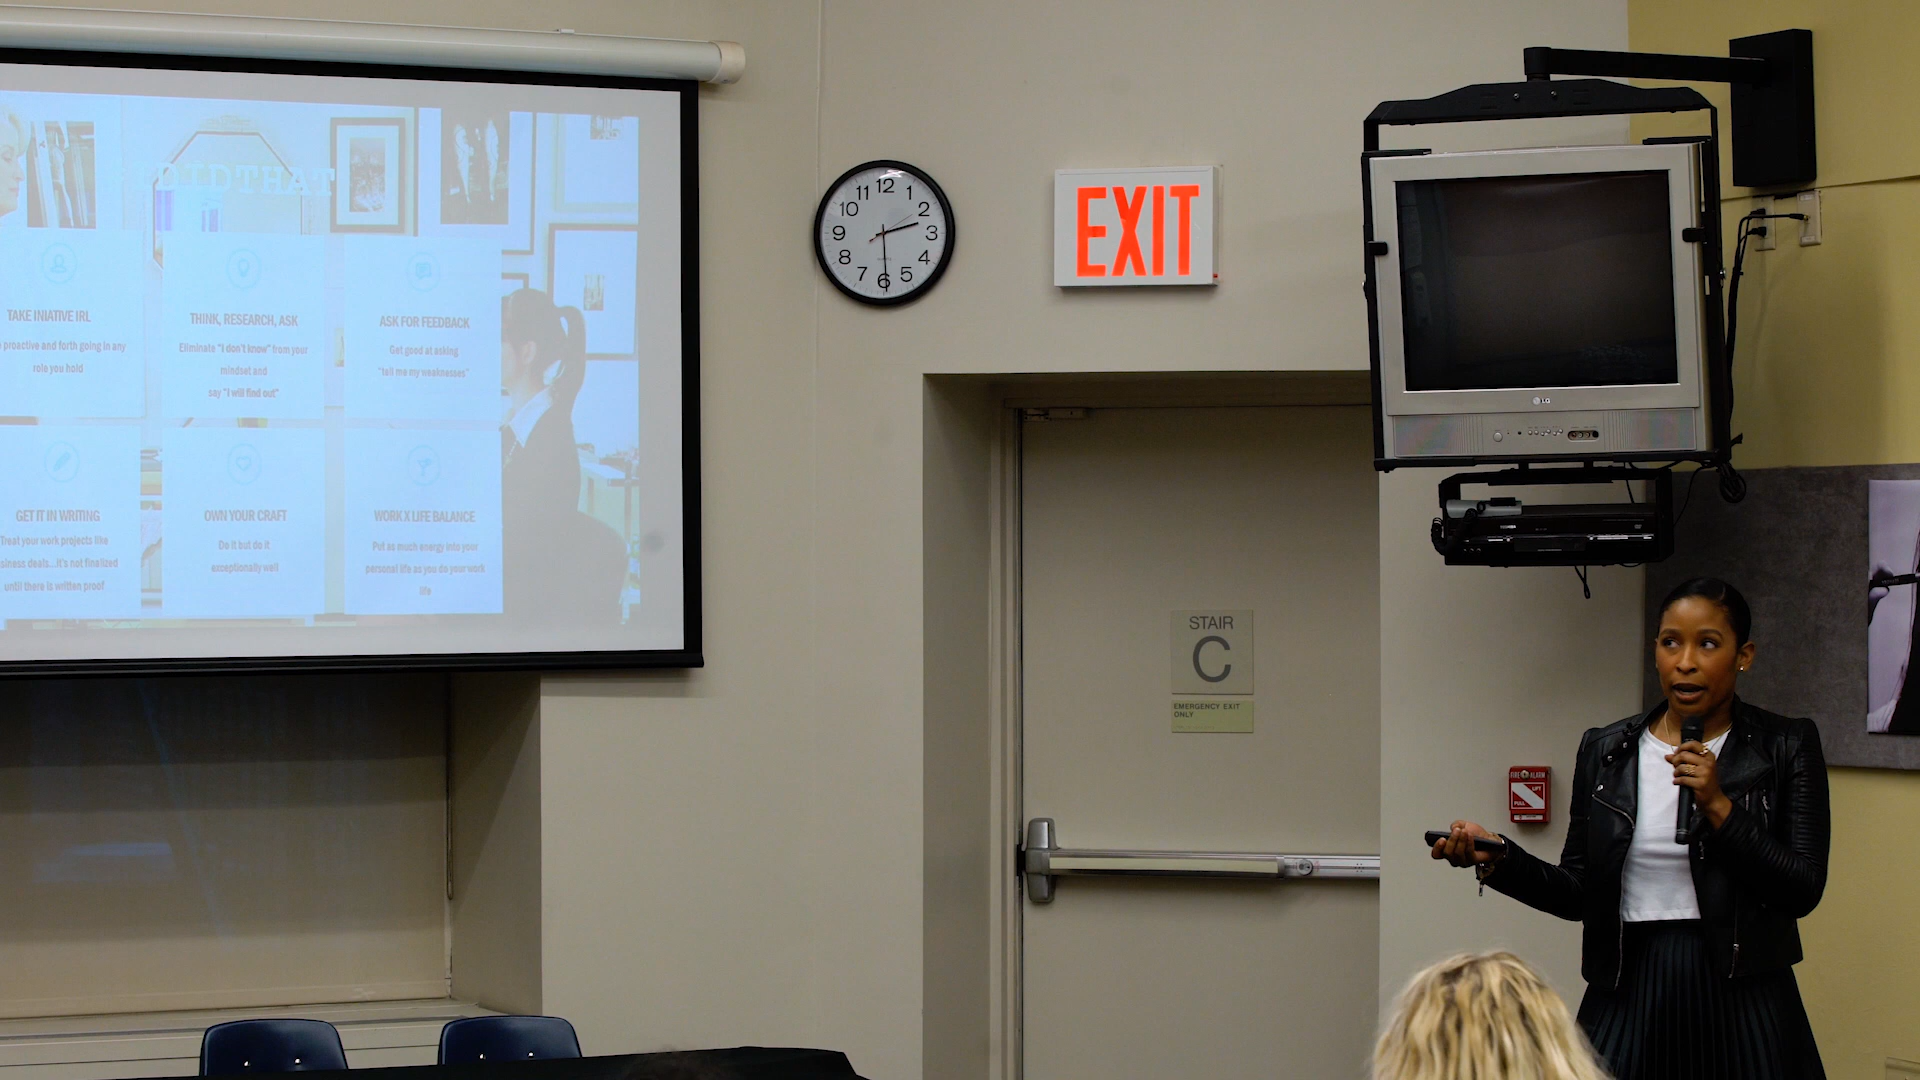 IDIDTHAT
TAKE INIATIVE IRL
proactive and forth going in any
role you hold
THINK, RESEARCH, ASK
Eliminate "I don't know" from your
mindset and
say "I will find out"
ASK FOR FEEDBACK
Get good at asking
"tell me my weaknesses"
GET IT IN WRITING
Treat your work projects like
siness deals...It's not finalized
until there is written proof
OWN YOUR CRAFT
Do it but do it
exceptionally well
WORK X LIFE BALANCE
Put as much energy into your
personal life as you do your work
life
12
1
2
3
4
5
6
7
8
9
10
11
EXIT
LG
STAIR
C
EMERGENCY EXIT
ONLY
FIRE ALARM
LIFT
PULL